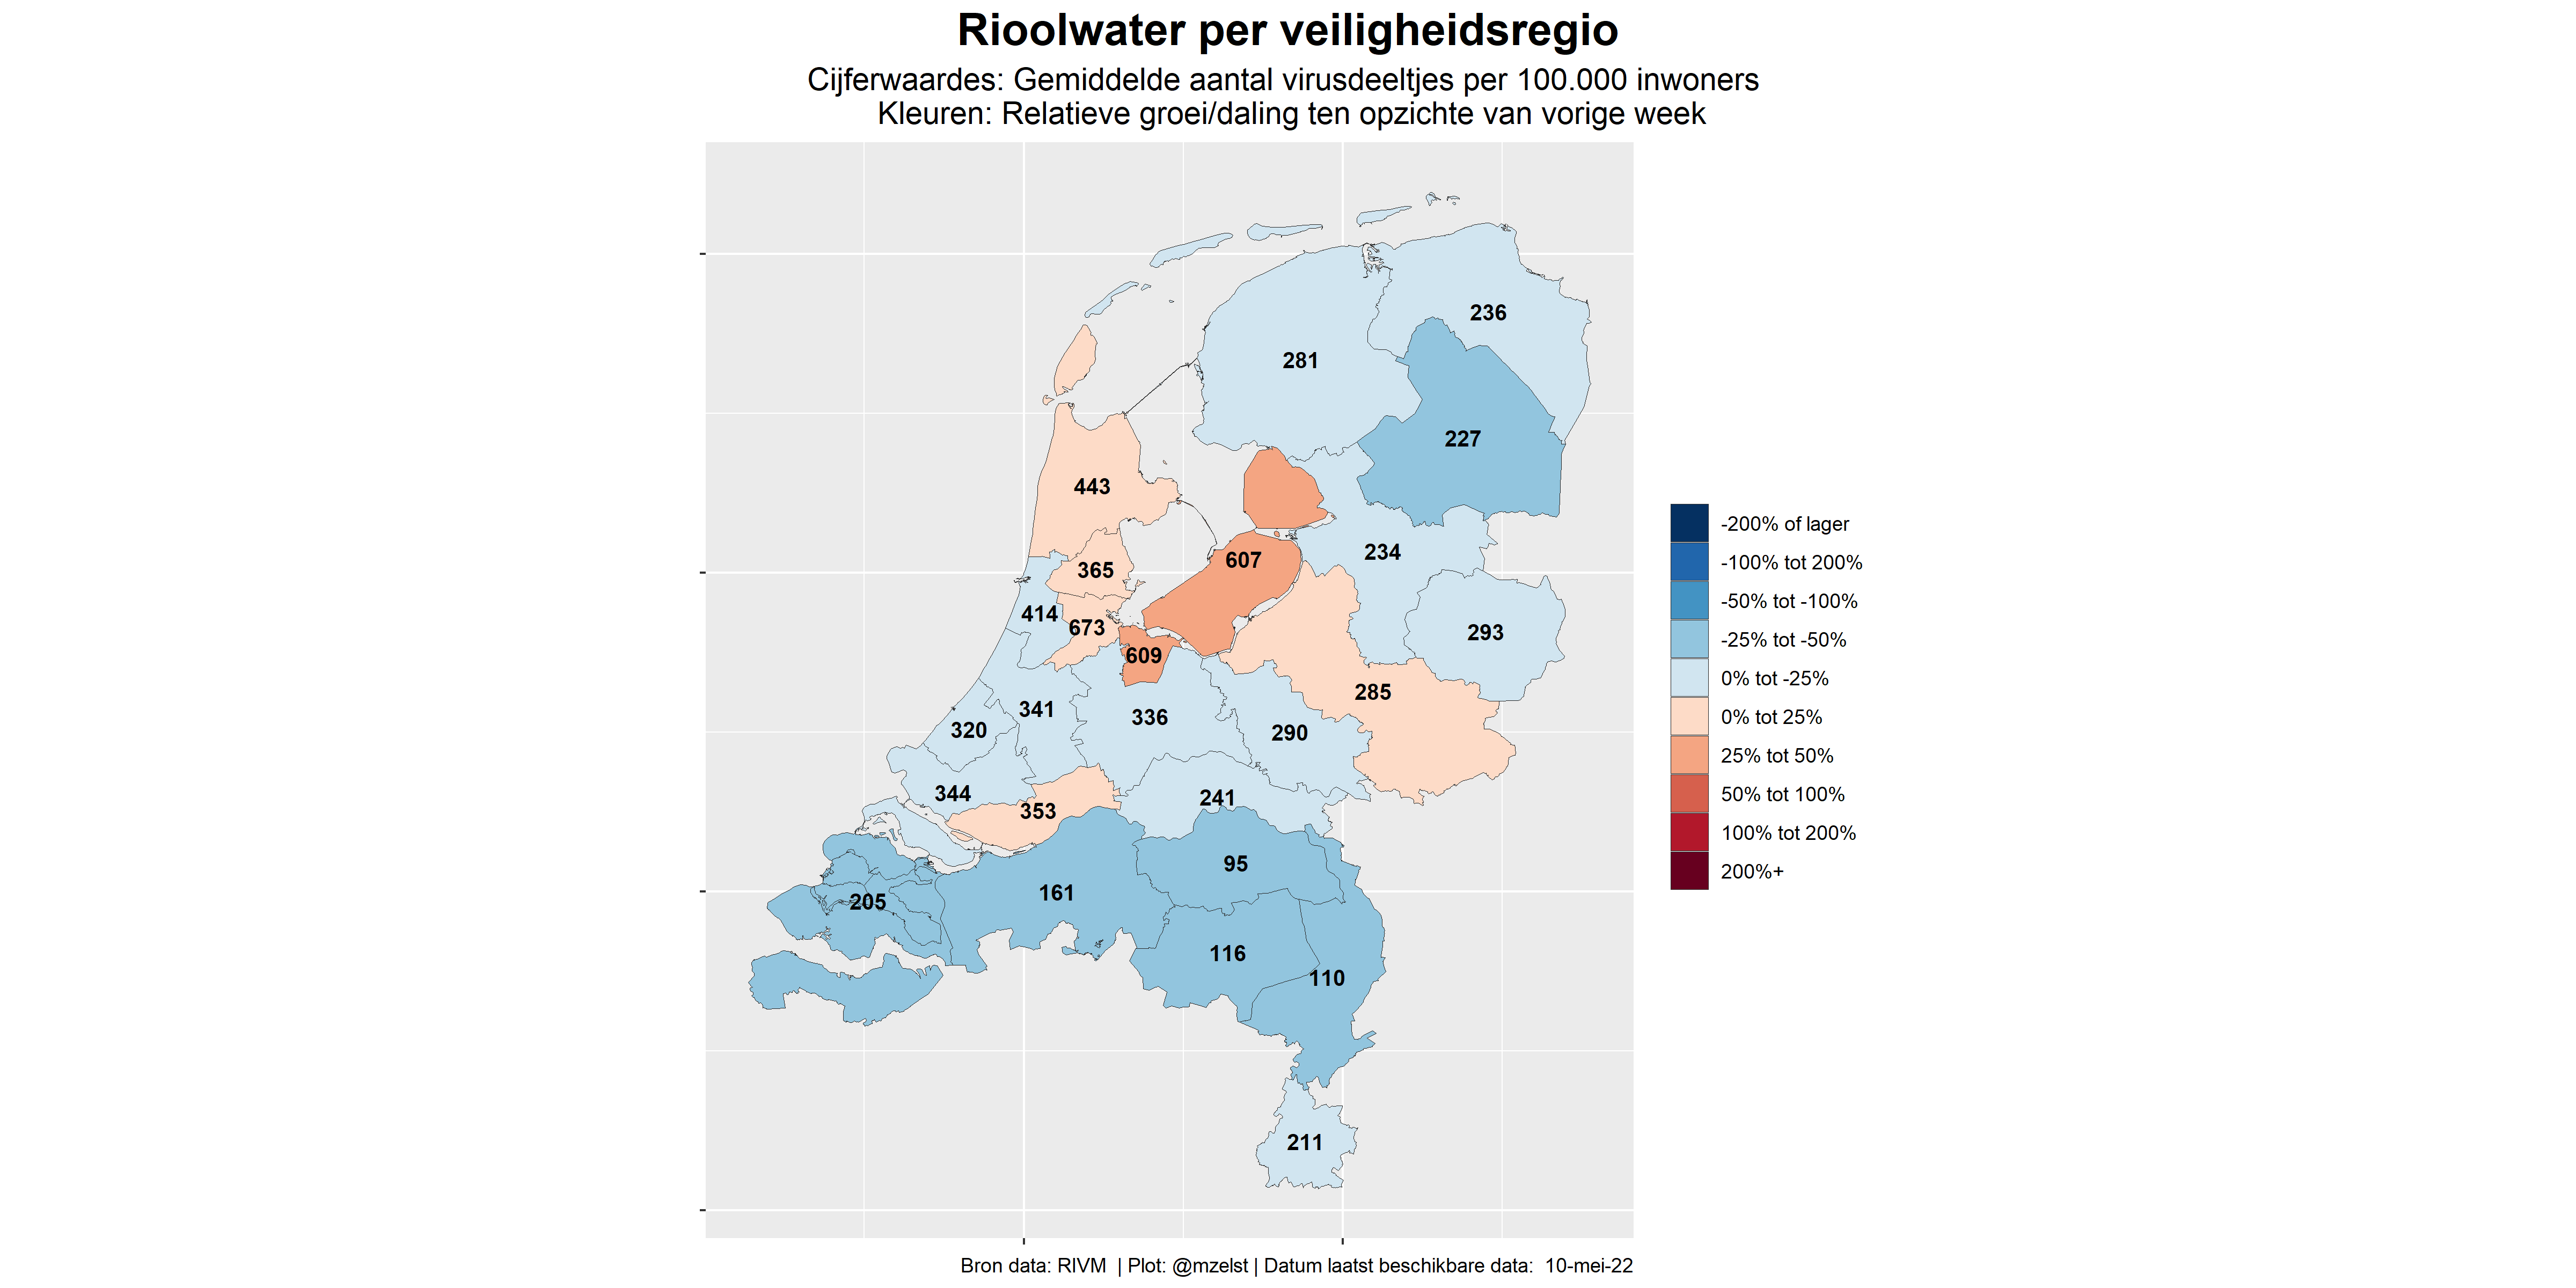 Rioolwater per veiligheidsregio
Cijferwaardes: Gemiddelde aantal virusdeeltjes per 100.000 inwoners
Kleuren: Relatieve groei/daling ten opzichte van vorige week
236
281
227
443
234
607
365
414
673
293
609
285
341
336
320
290
344
241
353
95
161
205
116
110
211
-200% of lager
-100% tot 200%
-50% tot -100%
-25% tot -50%
0% tot -25%
0% tot 25%
25% tot 50%
50% tot 100%
100% tot 200%
200%+
Bron data: RIVM | Plot: @mzelst | Datum laatst beschikbare data: 10-mei-22